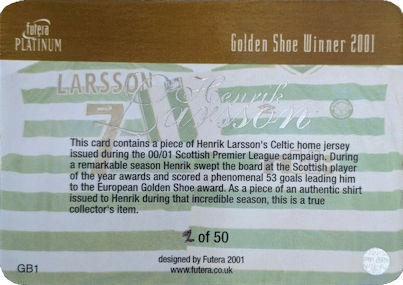 futera
PLATINUM
Golden Shoe Winner 2001
LARSSON
7
Henrik
Larsson
This card contains a piece of Henrik Larsson's Celtic home jersey
issued during the 00/01 Scottish Premier League campaign. During
a remarkable season Henrik swept the board at the Scottish player
of the year awards and scored a phenomenal 53 goals leading him
to the European Golden Shoe award. As a piece of an authentic shirt
issued to Henrik during that incredible season, this is a true
collector's item.
2 of 50
designed by Futera 2001
www.futera.co.uk
GB1